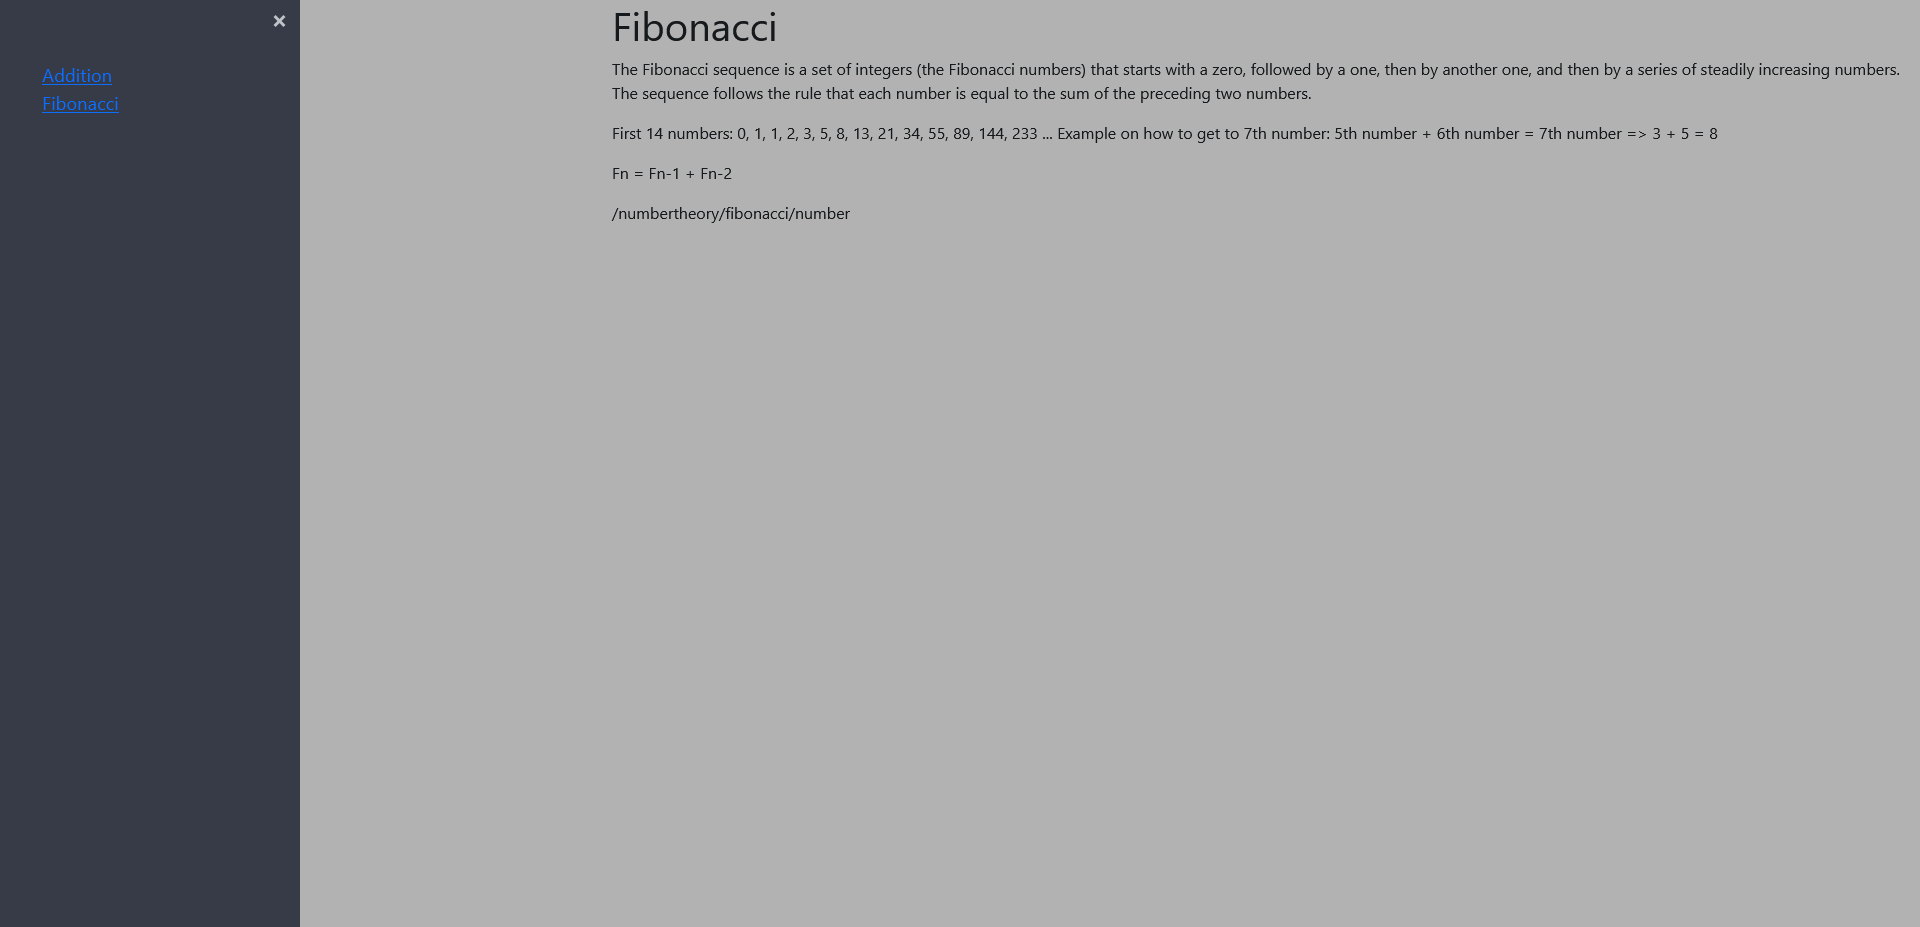 ×
Addition
Fibonacci
Fibonacci
The Fibonacci sequence is a set of integers (the Fibonacci numbers) that starts with a zero, followed by a one, then by another one, and then by a series of steadily increasing numbers.
The sequence follows the rule that each number is equal to the sum of the preceding two numbers.
First 14 numbers: 0, 1, 1, 2, 3, 5, 8, 13, 21, 34, 55, 89, 144, 233 ... Example on how to get to 7th number: 5th number + 6th number = 7th number => 3 + 5 = 8
Fn = Fn-1 + Fn-2
/numbertheory/fibonacci/number